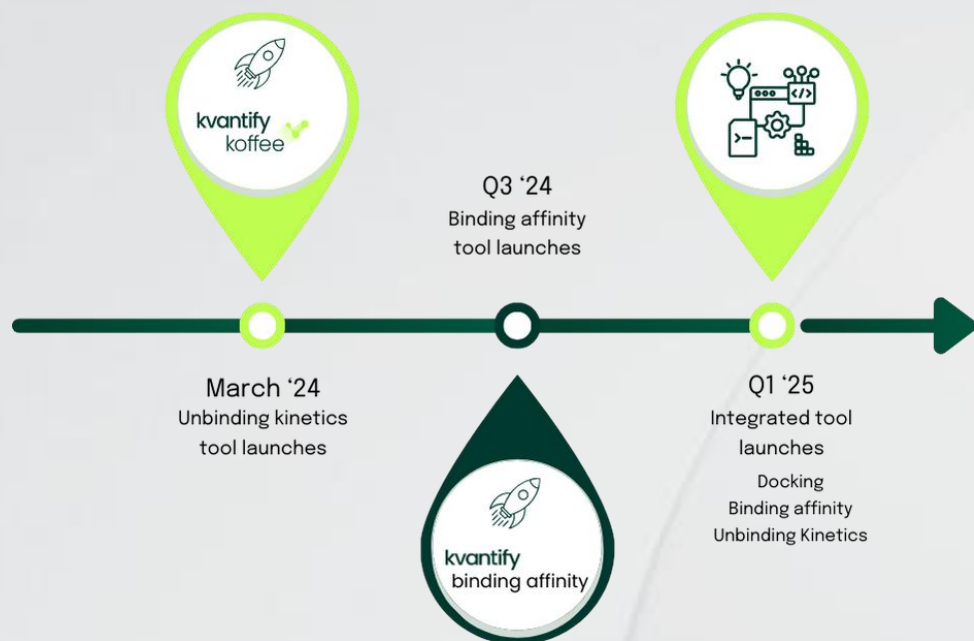 kvantify
koffee
</>
>-
Q3 ‘24
Binding affinity
tool launches
March ‘24
Unbinding kinetics
tool launches
Q1 ‘25
Integrated tool
launches
Docking
Binding affinity
Unbinding Kinetics
kvantify
binding affinity